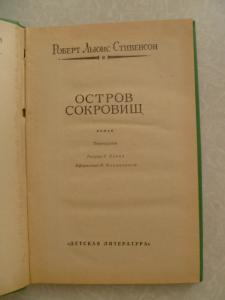 Роберт Льюис Стивенсон
ОСТРОВ
СОКРОВИЩ
РОМАН
«ДЕТСКАЯ ЛИТЕРАТУРА»